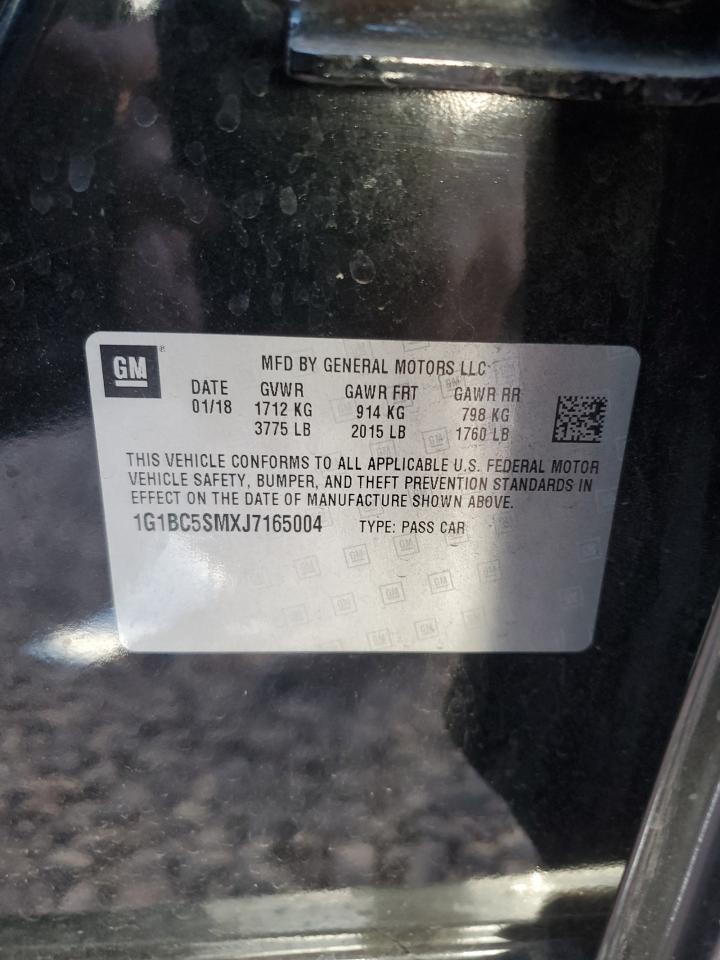 GM
MFD BY GENERAL MOTORS LLC
DATE GVWR GAWR FRT GAWR RR
01/18 1712 KG 914 KG 798 KG
3775 LB 2015 LB 1760 LB
THIS VEHICLE CONFORMS TO ALL APPLICABLE U.S. FEDERAL MOTOR
VEHICLE SAFETY, BUMPER, AND THEFT PREVENTION STANDARDS IN
EFFECT ON THE DATE OF MANUFACTURE SHOWN ABOVE.
1G1BC5SMXJ7165004 TYPE: PASS CAR